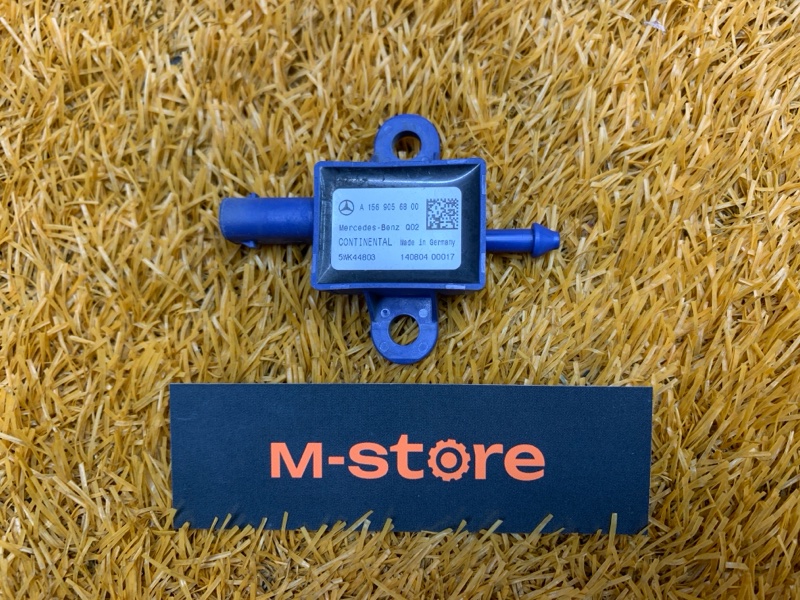 A 156 905 68 00
Mercedes-Benz Q02
CONTINENTAL Made in Germany
5WK44803 140804 00017
M-store